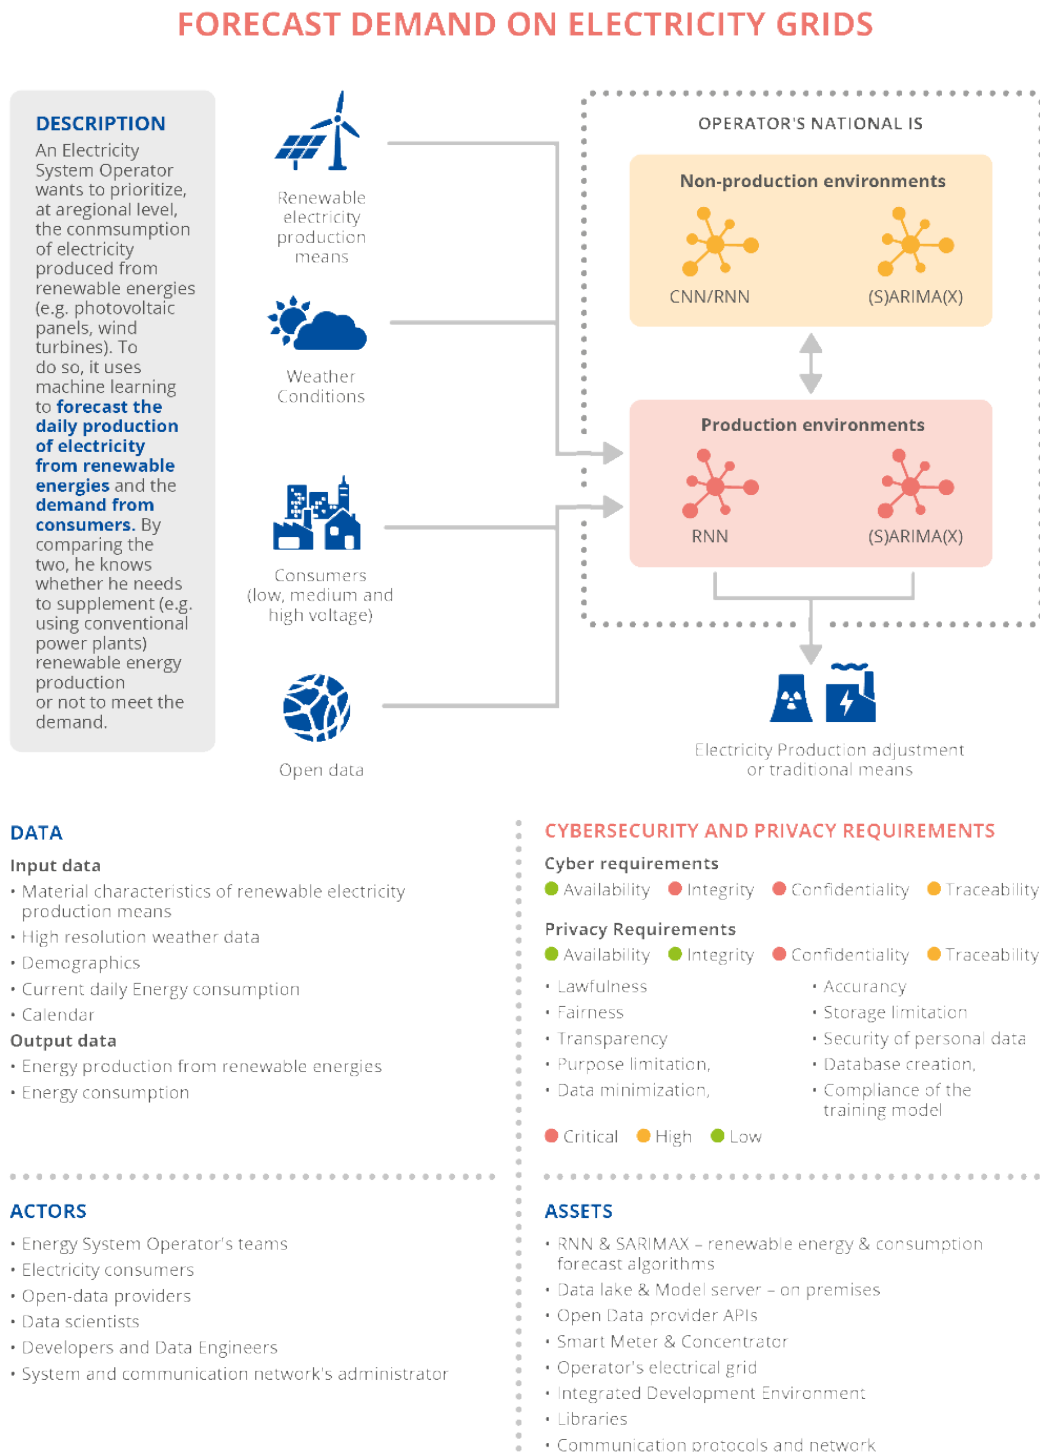 FORECAST DEMAND ON ELECTRICITY GRIDS
DESCRIPTION
An Electricity
System Operator
wants to prioritize,
at aregional level,
the conmsumption
of electricity
produced from
renewable energies
(e.g. photovoltaic
panels, wind
turbines). To
do so, it uses
machine learning
to forecast the
daily production
of electricity
from renewable
energies and the
demand from
consumers. By
comparing the
two, he knows
whether he needs
to supplement (e.g.
using conventional
power plants)
renewable energy
production
or not to meet the
demand.
Renewable
electricity
production
means
Weather
Conditions
Consumers
(low, medium and
high voltage)
Open data
OPERATOR'S NATIONAL IS
Non-production environments
CNN/RNN
(S)ARIMA(X)
Production environments
RNN
(S)ARIMA(X)
Electricity Production adjustment
or traditional means
DATA
Input data
• Material characteristics of renewable electricity
production means
• High resolution weather data
• Demographics
• Current daily Energy consumption
• Calendar
Output data
• Energy production from renewable energies
• Energy consumption
CYBERSECURITY AND PRIVACY REQUIREMENTS
Cyber requirements
Availability Integrity Confidentiality Traceability
Privacy Requirements
Availability Integrity Confidentiality Traceability
• Lawfulness
• Fairness
• Transparency
• Purpose limitation,
• Data minimization,
• Accurancy
• Storage limitation
• Security of personal data
• Database creation,
• Compliance of the
training model
Critical High Low
ACTORS
• Energy System Operator's teams
• Electricity consumers
• Open-data providers
• Data scientists
• Developers and Data Engineers
• System and communication network's administrator
ASSETS
• RNN & SARIMAX – renewable energy & consumption
forecast algorithms
• Data lake & Model server – on premises
• Open Data provider APIs
• Smart Meter & Concentrator
• Operator's electrical grid
• Integrated Development Environment
• Libraries
• Communication protocols and network